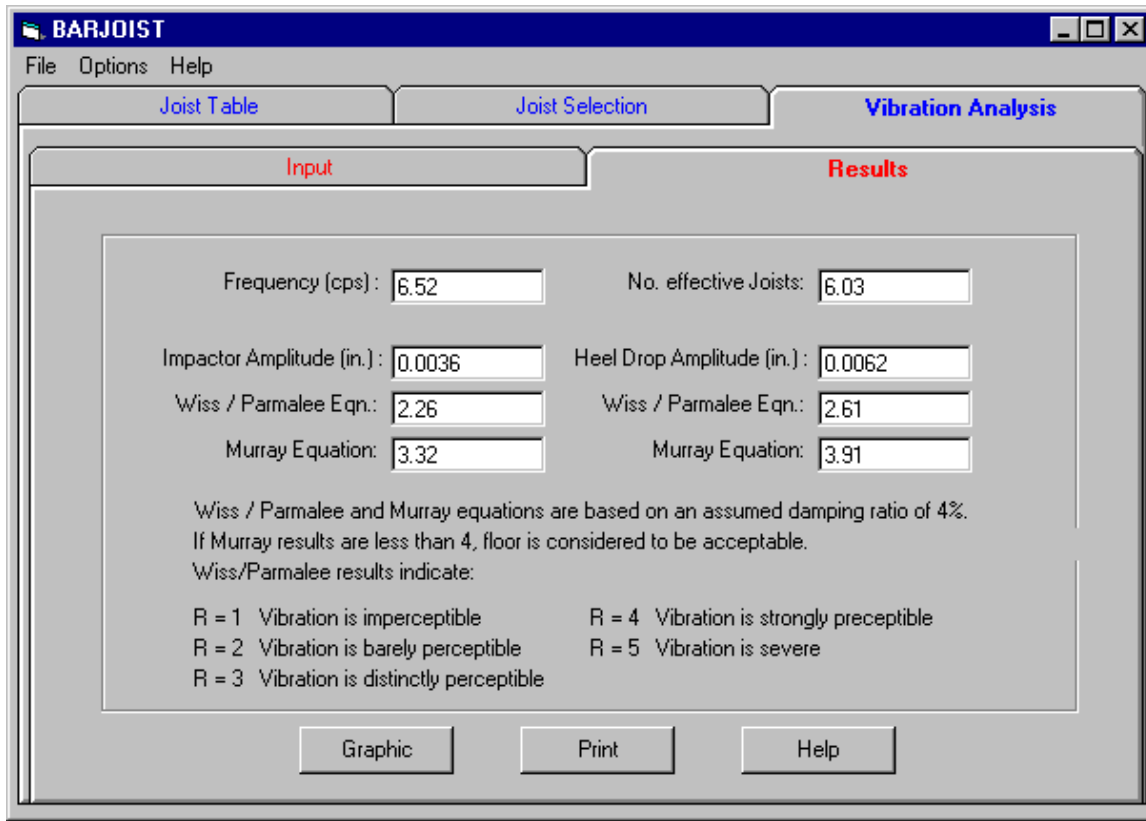 BARJOIST
File Options Help
Joist Table Joist Selection Vibration Analysis
Input Results
Frequency (cps) : 6.52 No. effective Joists: 6.03
Impactor Amplitude (in.) : 0.0036 Heel Drop Amplitude (in.) : 0.0062
Wiss / Parmalee Eqn.: 2.26 Wiss / Parmalee Eqn.: 2.61
Murray Equation: 3.32 Murray Equation: 3.91
Wiss / Parmalee and Murray equations are based on an assumed damping ratio of 4%.
If Murray results are less than 4, floor is considered to be acceptable.
Wiss/Parmalee results indicate:
R = 1 Vibration is imperceptible R = 4 Vibration is strongly preceptible
R = 2 Vibration is barely perceptible R = 5 Vibration is severe
R = 3 Vibration is distinctly perceptible
Graphic Print Help